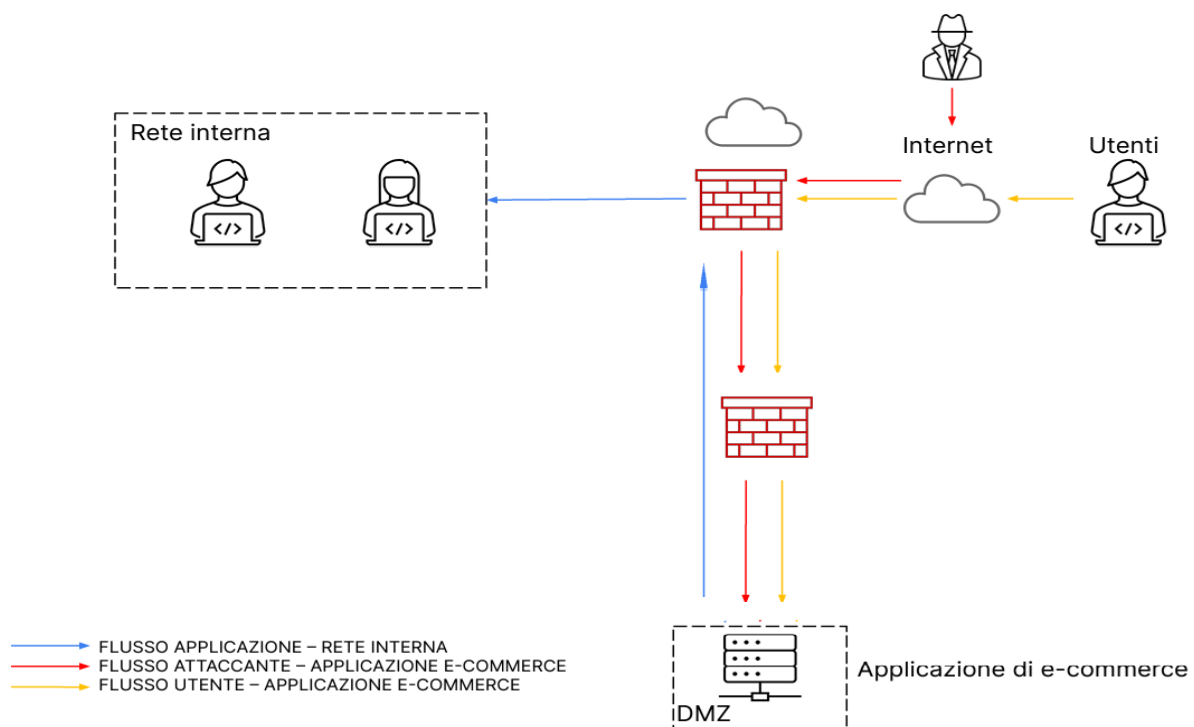 Rete interna
Internet
Utenti
</>
</>
</>
FLUSSO APPLICAZIONE – RETE INTERNA
FLUSSO ATTACCANTE – APPLICAZIONE E-COMMERCE
FLUSSO UTENTE – APPLICAZIONE E-COMMERCE
Applicazione di e-commerce
DMZ